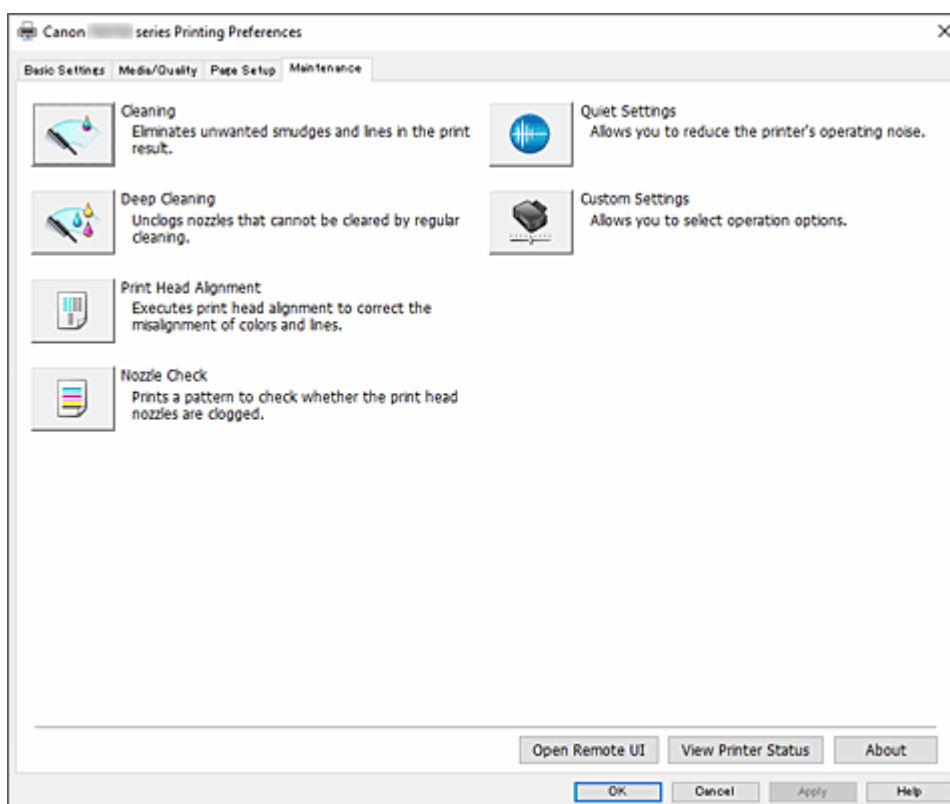 Canon series Printing Preferences
Basic Settings Media/Quality Page Setup Maintenance
Cleaning
Eliminates unwanted smudges and lines in the print
result.
Deep Cleaning
Unclogs nozzles that cannot be cleared by regular
cleaning.
Print Head Alignment
Executes print head alignment to correct the
misalignment of colors and lines.
Nozzle Check
Prints a pattern to check whether the print head
nozzles are clogged.
Quiet Settings
Allows you to reduce the printer's operating noise.
Custom Settings
Allows you to select operation options.
Open Remote UI View Printer Status About
OK Cancel Apply Help